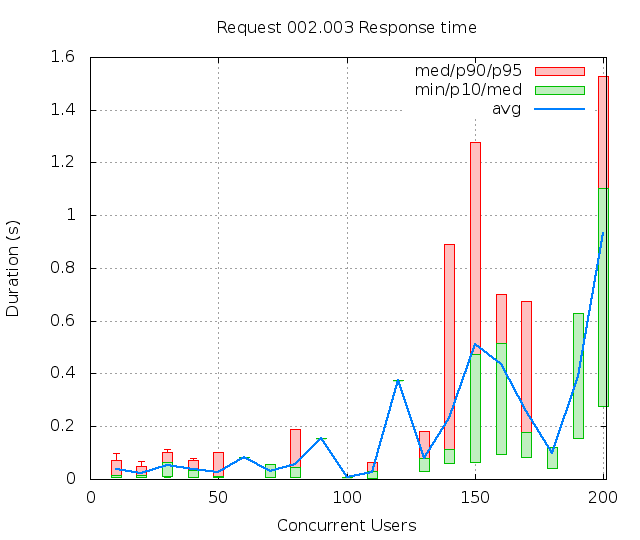 Request 002.003 Response time
1.6
1.4
1.2
1
0.8
0.6
0.4
0.2
0
Duration (s)
med/p90/p95
min/p10/med
avg
0 50 100 150 200
Concurrent Users